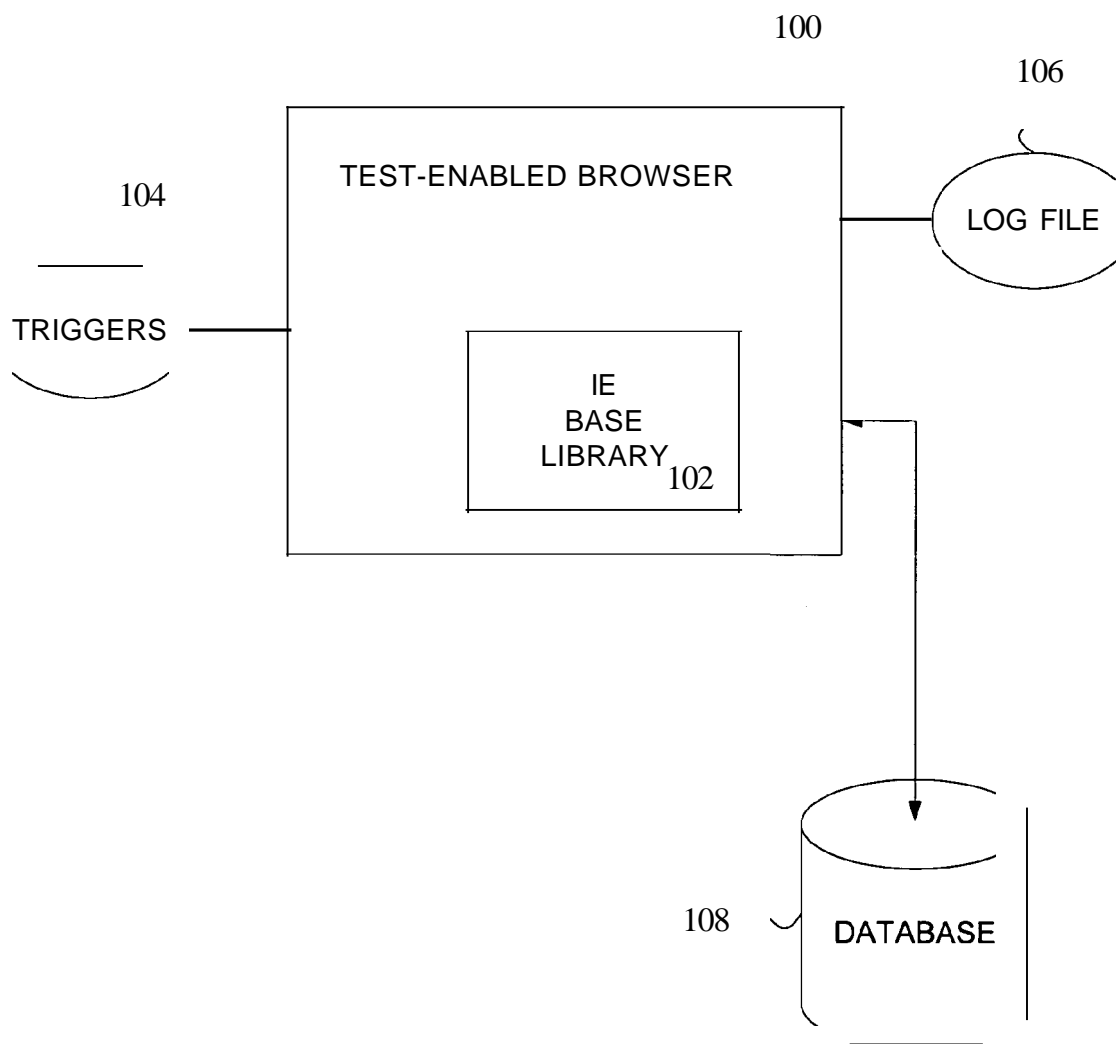 100
106
TEST-ENABLED BROWSER
104
LOG FILE
TRIGGERS
IE
BASE
LIBRARY
102
108
DATABASE